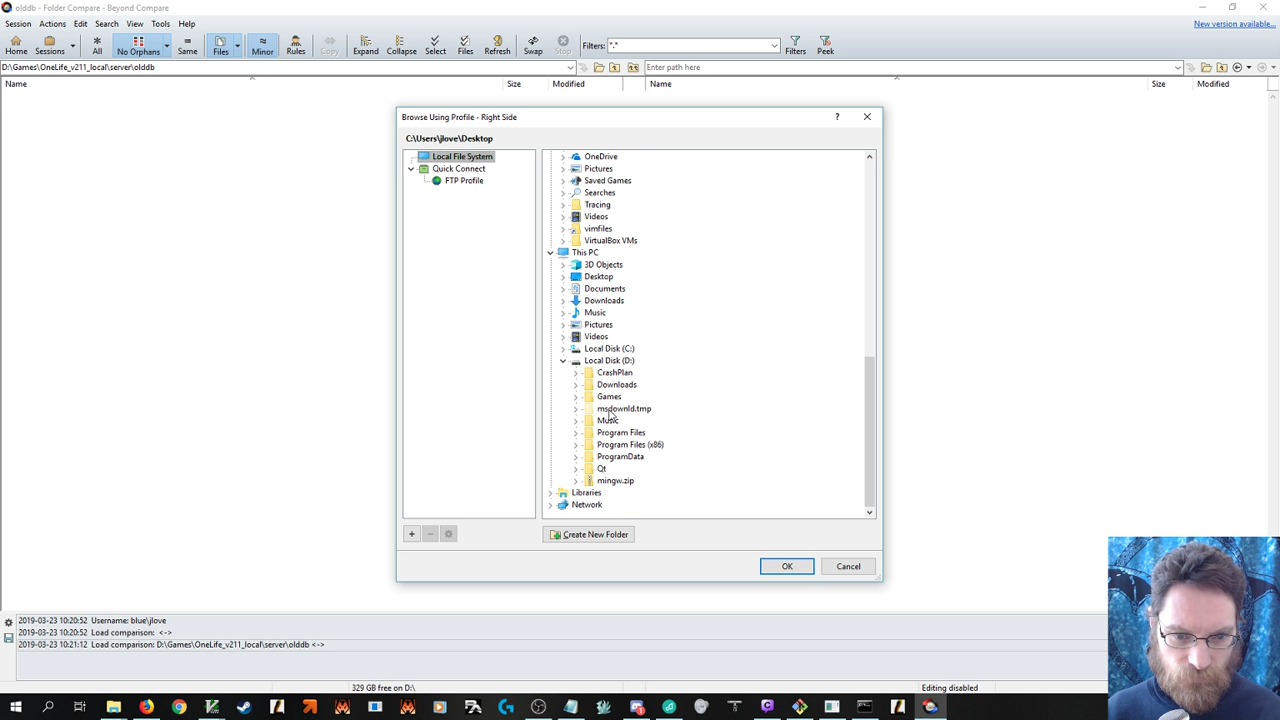 olddb - Folder Compare - Beyond Compare
Session Actions Edit Search View Tools Help
New version available...
Home Sessions All No Orphans Same Files Minor Rules Copy Expand Collapse Select Files Refresh Swap Stop Filters: *.* Filters Peek
D:\Games\OneLife_v211_local\server\olddb
Enter path here
Name Size Modified Name Size Modified
Browse Using Profile - Right Side
C:\Users\jlove\Desktop
Local File System
Quick Connect
FTP Profile
OneDrive
Pictures
Saved Games
Searches
Tracing
Videos
vimfiles
VirtualBox VMs
This PC
3D Objects
Desktop
Documents
Downloads
Music
Pictures
Videos
Local Disk (C:)
Local Disk (D:)
CrashPlan
Downloads
Games
msdownld.tmp
Music
Program Files
Program Files (x86)
ProgramData
Qt
mingw.zip
Libraries
Network
Create New Folder
OK Cancel
2019-03-23 10:20:52 Username: blue\jlove
2019-03-23 10:20:52 Load comparison: <->
2019-03-23 10:21:12 Load comparison: D:\Games\OneLife_v211_local\server\olddb <->
329 GB free on D:\
Editing disabled